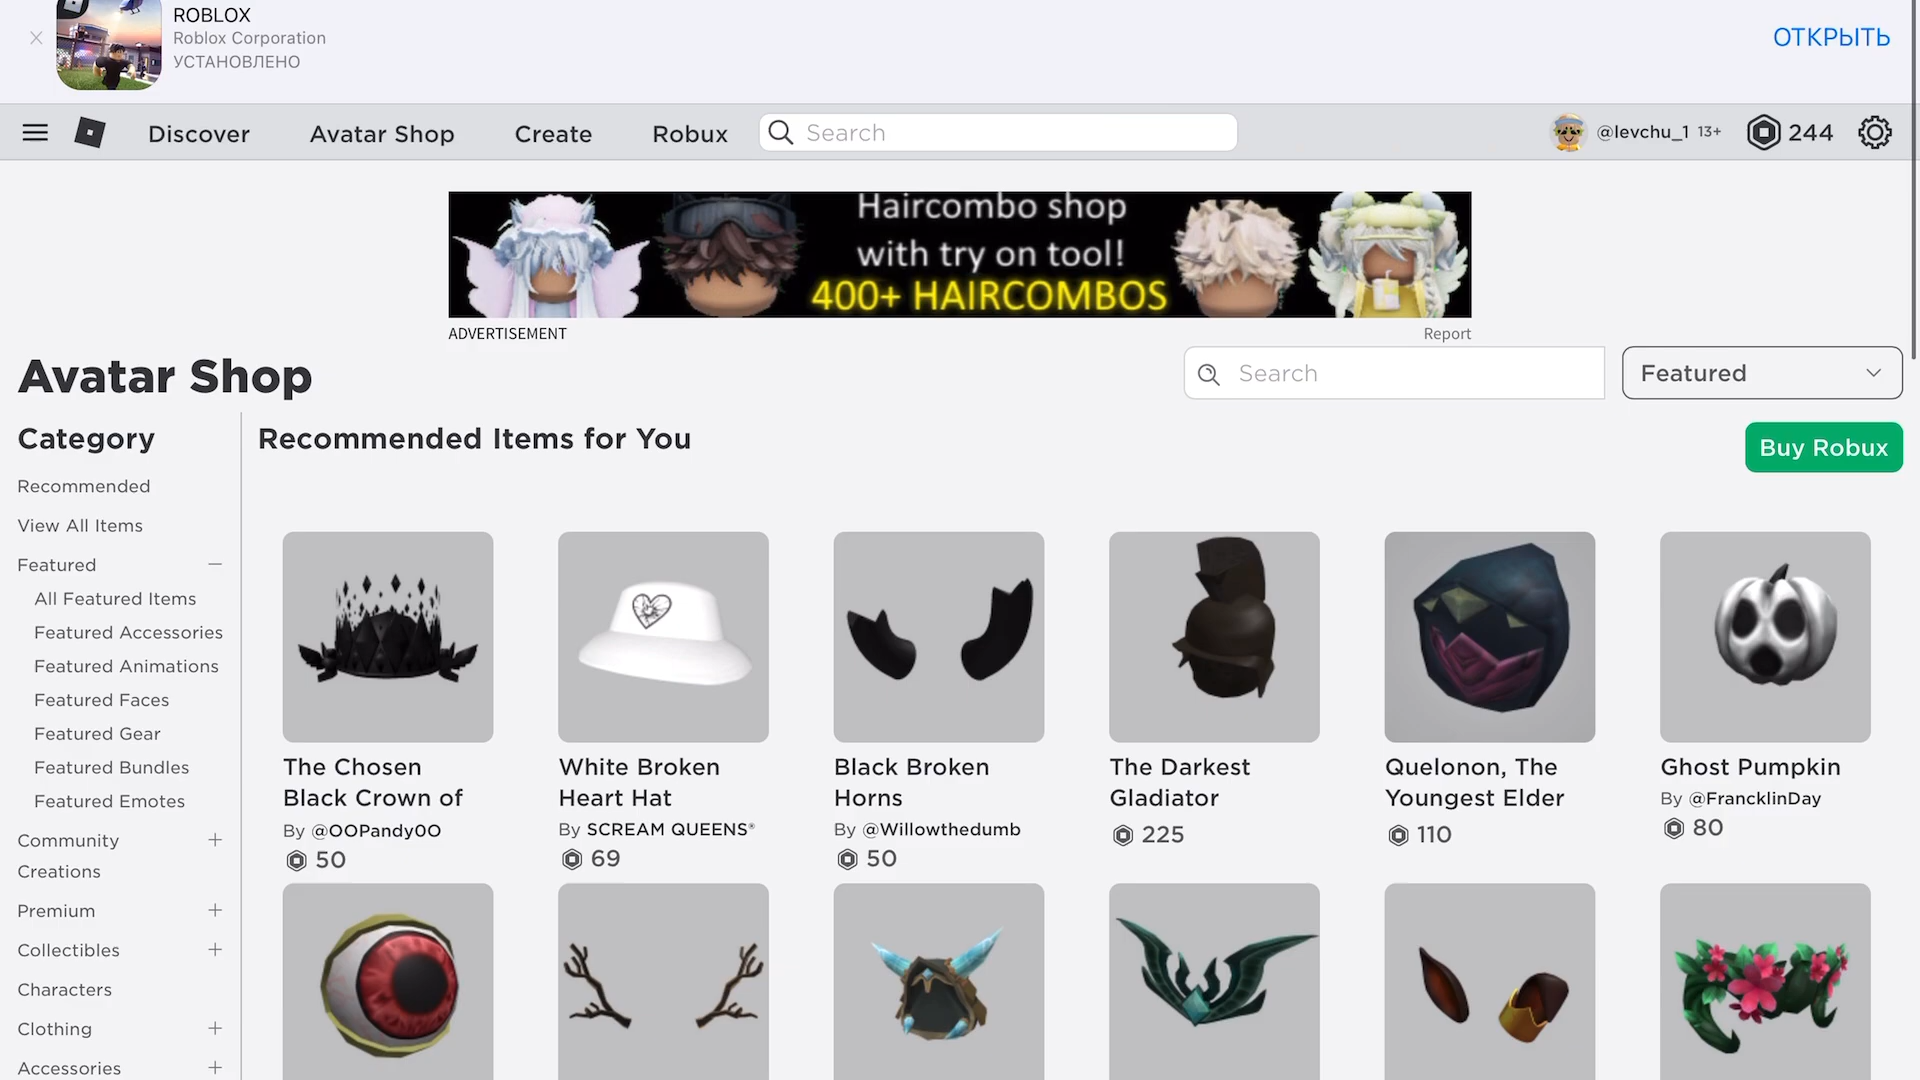 ROBLOX
Roblox Corporation
УСТАНОВЛЕНО
ОТКРЫТЬ
Discover
Avatar Shop
Create
Robux
Search
@levchu_1 13+
244
Haircombo shop
with try on tool!
400+ HAIRCOMBOS
ADVERTISEMENT
Report
Avatar Shop
Search
Featured
Category
Recommended
View All Items
Featured
All Featured Items
Featured Accessories
Featured Animations
Featured Faces
Featured Gear
Featured Bundles
Featured Emotes
Community
Creations
Premium
Collectibles
Characters
Clothing
Accessories
Recommended Items for You
Buy Robux
The Chosen
Black Crown of
By @OOPandy0O
50
White Broken
Heart Hat
By SCREAM QUEENS*
69
Black Broken
Horns
By @Willowthedumb
50
The Darkest
Gladiator
225
Quelonon, The
Youngest Elder
110
Ghost Pumpkin
By @FrancklinDay
80